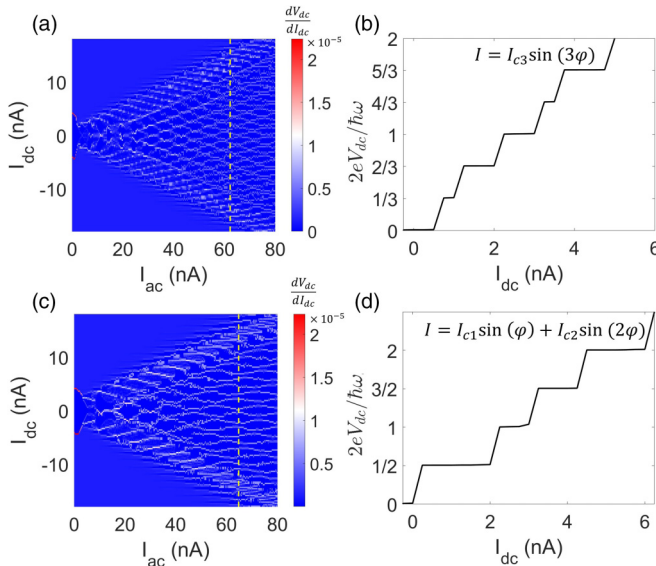 (a)
dV_dc/dI_dc
× 10⁻⁵
2
1.5
1
0.5
0
10
0
-10
I_dc (nA)
0 20 40 60 80
I_ac (nA)
(b)
I = I_c3 sin (3φ)
2
5/3
4/3
1
2/3
1/3
0
2eV_dc/ħω
0 2 4 6
I_dc (nA)
(c)
dV_dc/dI_dc
× 10⁻⁵
2
1.5
1
0.5
10
0
-10
I_dc (nA)
0 20 40 60 80
I_ac (nA)
(d)
I = I_c1 sin (φ) + I_c2 sin (2φ)
2
3/2
1
1/2
0
2eV_dc/ħω
0 2 4 6
I_dc (nA)